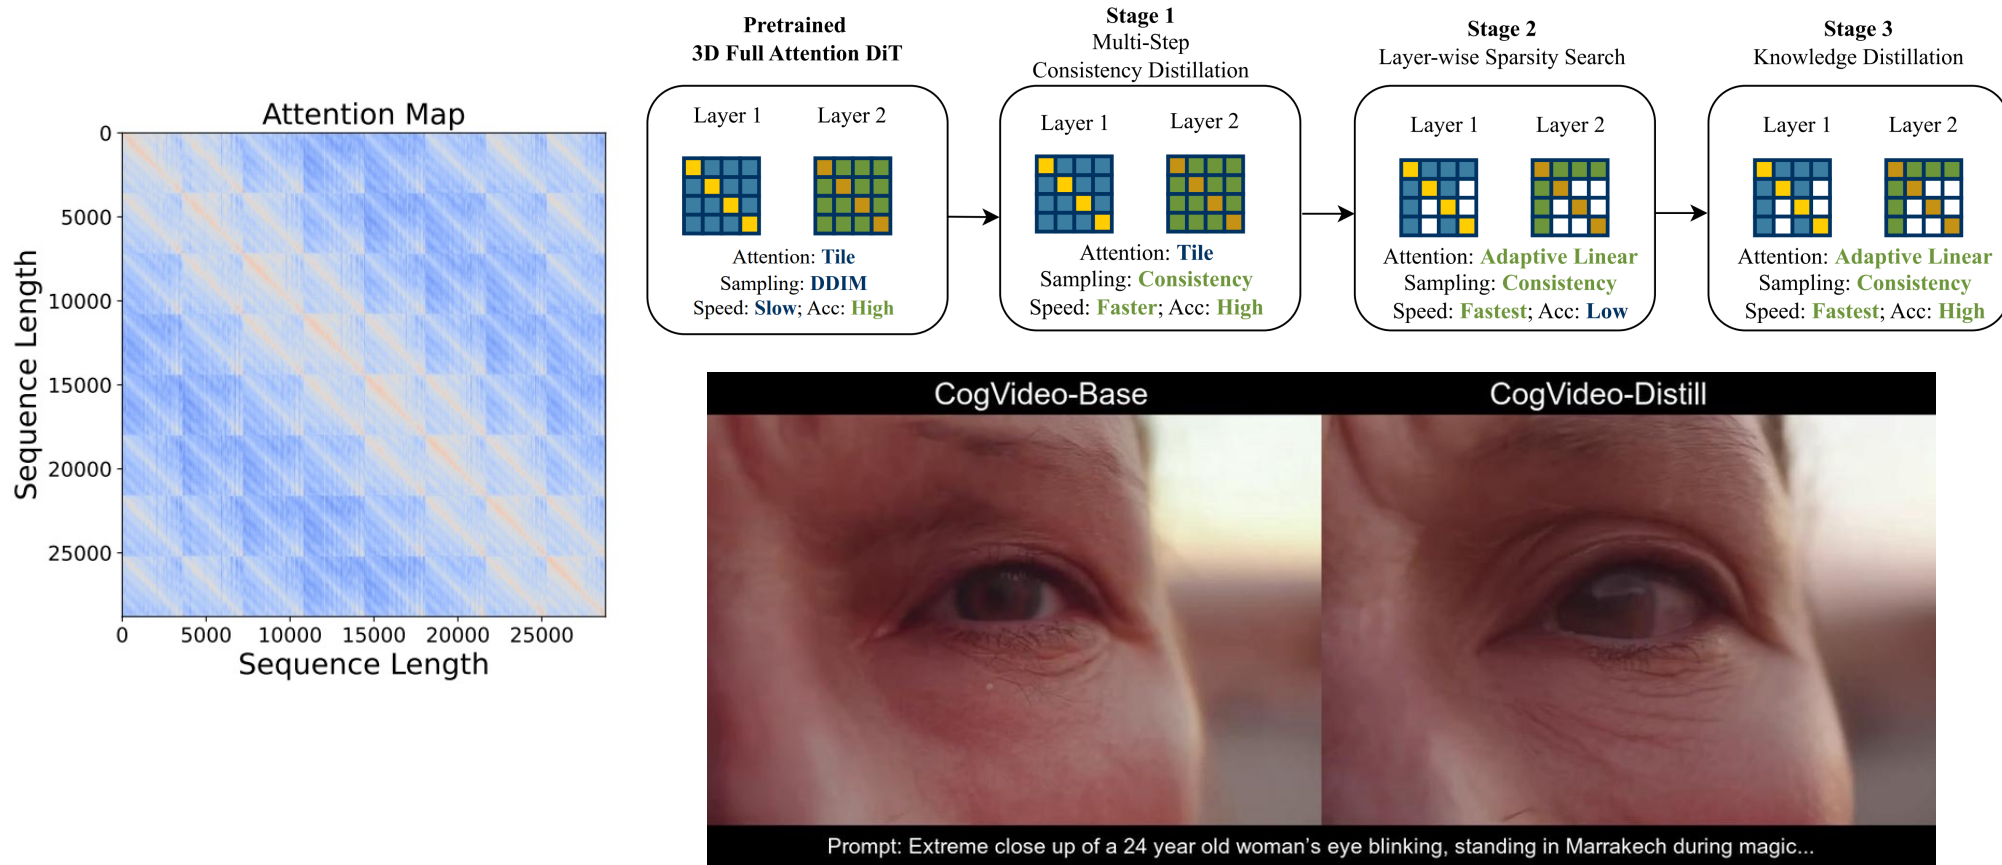 Attention Map
0
5000
10000
15000
20000
25000
Sequence Length
0 5000 10000 15000 20000 25000
Sequence Length
Pretrained
3D Full Attention DiT
Layer 1 Layer 2
Attention: Tile
Sampling: DDIM
Speed: Slow; Acc: High
Stage 1
Multi-Step
Consistency Distillation
Layer 1 Layer 2
Attention: Tile
Sampling: Consistency
Speed: Faster; Acc: High
Stage 2
Layer-wise Sparsity Search
Layer 1 Layer 2
Attention: Adaptive Linear
Sampling: Consistency
Speed: Fastest; Acc: Low
Stage 3
Knowledge Distillation
Layer 1 Layer 2
Attention: Adaptive Linear
Sampling: Consistency
Speed: Fastest; Acc: High
CogVideo-Base
CogVideo-Distill
Prompt: Extreme close up of a 24 year old woman's eye blinking, standing in Marrakech during magic...